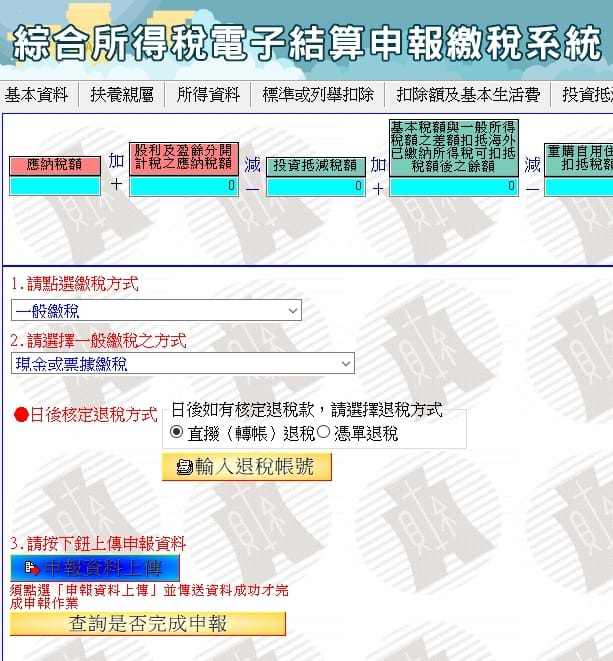 綜合所得稅電子結算申報繳稅系統
基本資料 扶養親屬 所得資料 標準或列舉扣除 扣除額及基本生活費 投資抵
應納稅額
加
+
股利及盈餘分開
計稅之應納稅額
0
減
−
投資抵減稅額
0
加
+
基本稅額與一般所得
稅額之差額扣抵海外
已繳納所得稅可扣抵
稅額後之餘額
0
減
−
重購自用住
扣抵稅額
1.請點選繳稅方式
一般繳稅
2.請選擇一般繳稅之方式
現金或票據繳稅
●日後核定退稅方式
日後如有核定退稅款，請選擇退稅方式
直撥（轉帳）退稅 憑單退稅
輸入退稅帳號
3.請按下鈕上傳申報資料
申報資料上傳
須點選「申報資料上傳」並傳送資料成功才完
成申報作業
查詢是否完成申報